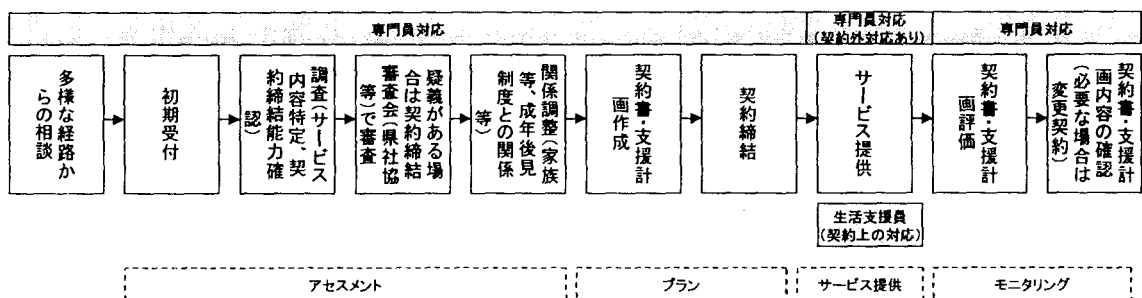 専門員対応
専門員対応
(契約外対応あり)
専門員対応
多様な経路か
らの相談
初期受付
調査(サービス
内容特定、契
約締結能力確
認)
疑義がある場
合は契約締結
審査会(県社協
等)で審査
関係調整(家族
等、成年後見
制度との関係
等)
契約書・支援計
画作成
契約締結
サービス提供
契約書・支援計
画評価
契約書・支援計
画内容の確認
(必要な場合は
変更契約)
生活支援員
(契約上の対応)
アセスメント
プラン
サービス提供
モニタリング